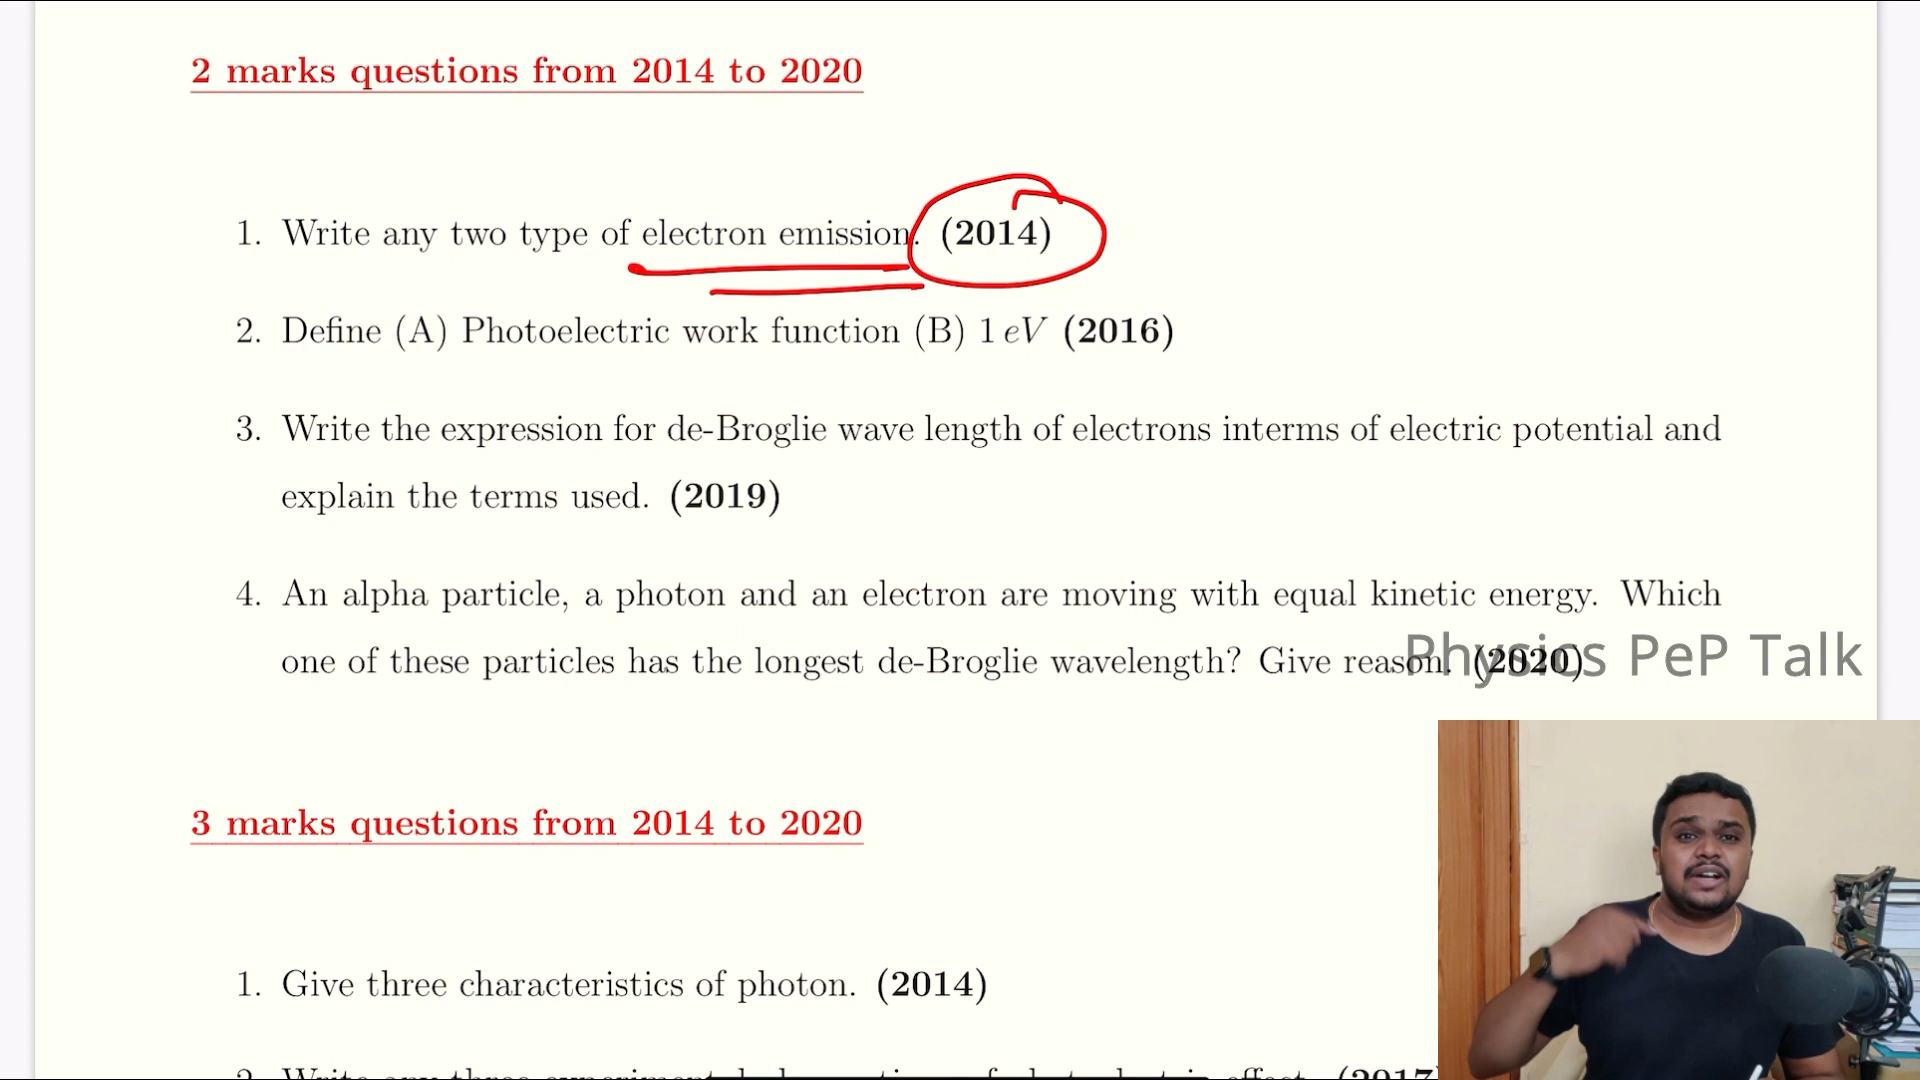 2 marks questions from 2014 to 2020
1. Write any two type of electron emission. (2014)
2. Define (A) Photoelectric work function (B) 1 eV (2016)
3. Write the expression for de-Broglie wave length of electrons interms of electric potential and
explain the terms used. (2019)
4. An alpha particle, a photon and an electron are moving with equal kinetic energy. Which
one of these particles has the longest de-Broglie wavelength? Give reason. (2020)
Physics PeP Talk
3 marks questions from 2014 to 2020
1. Give three characteristics of photon. (2014)